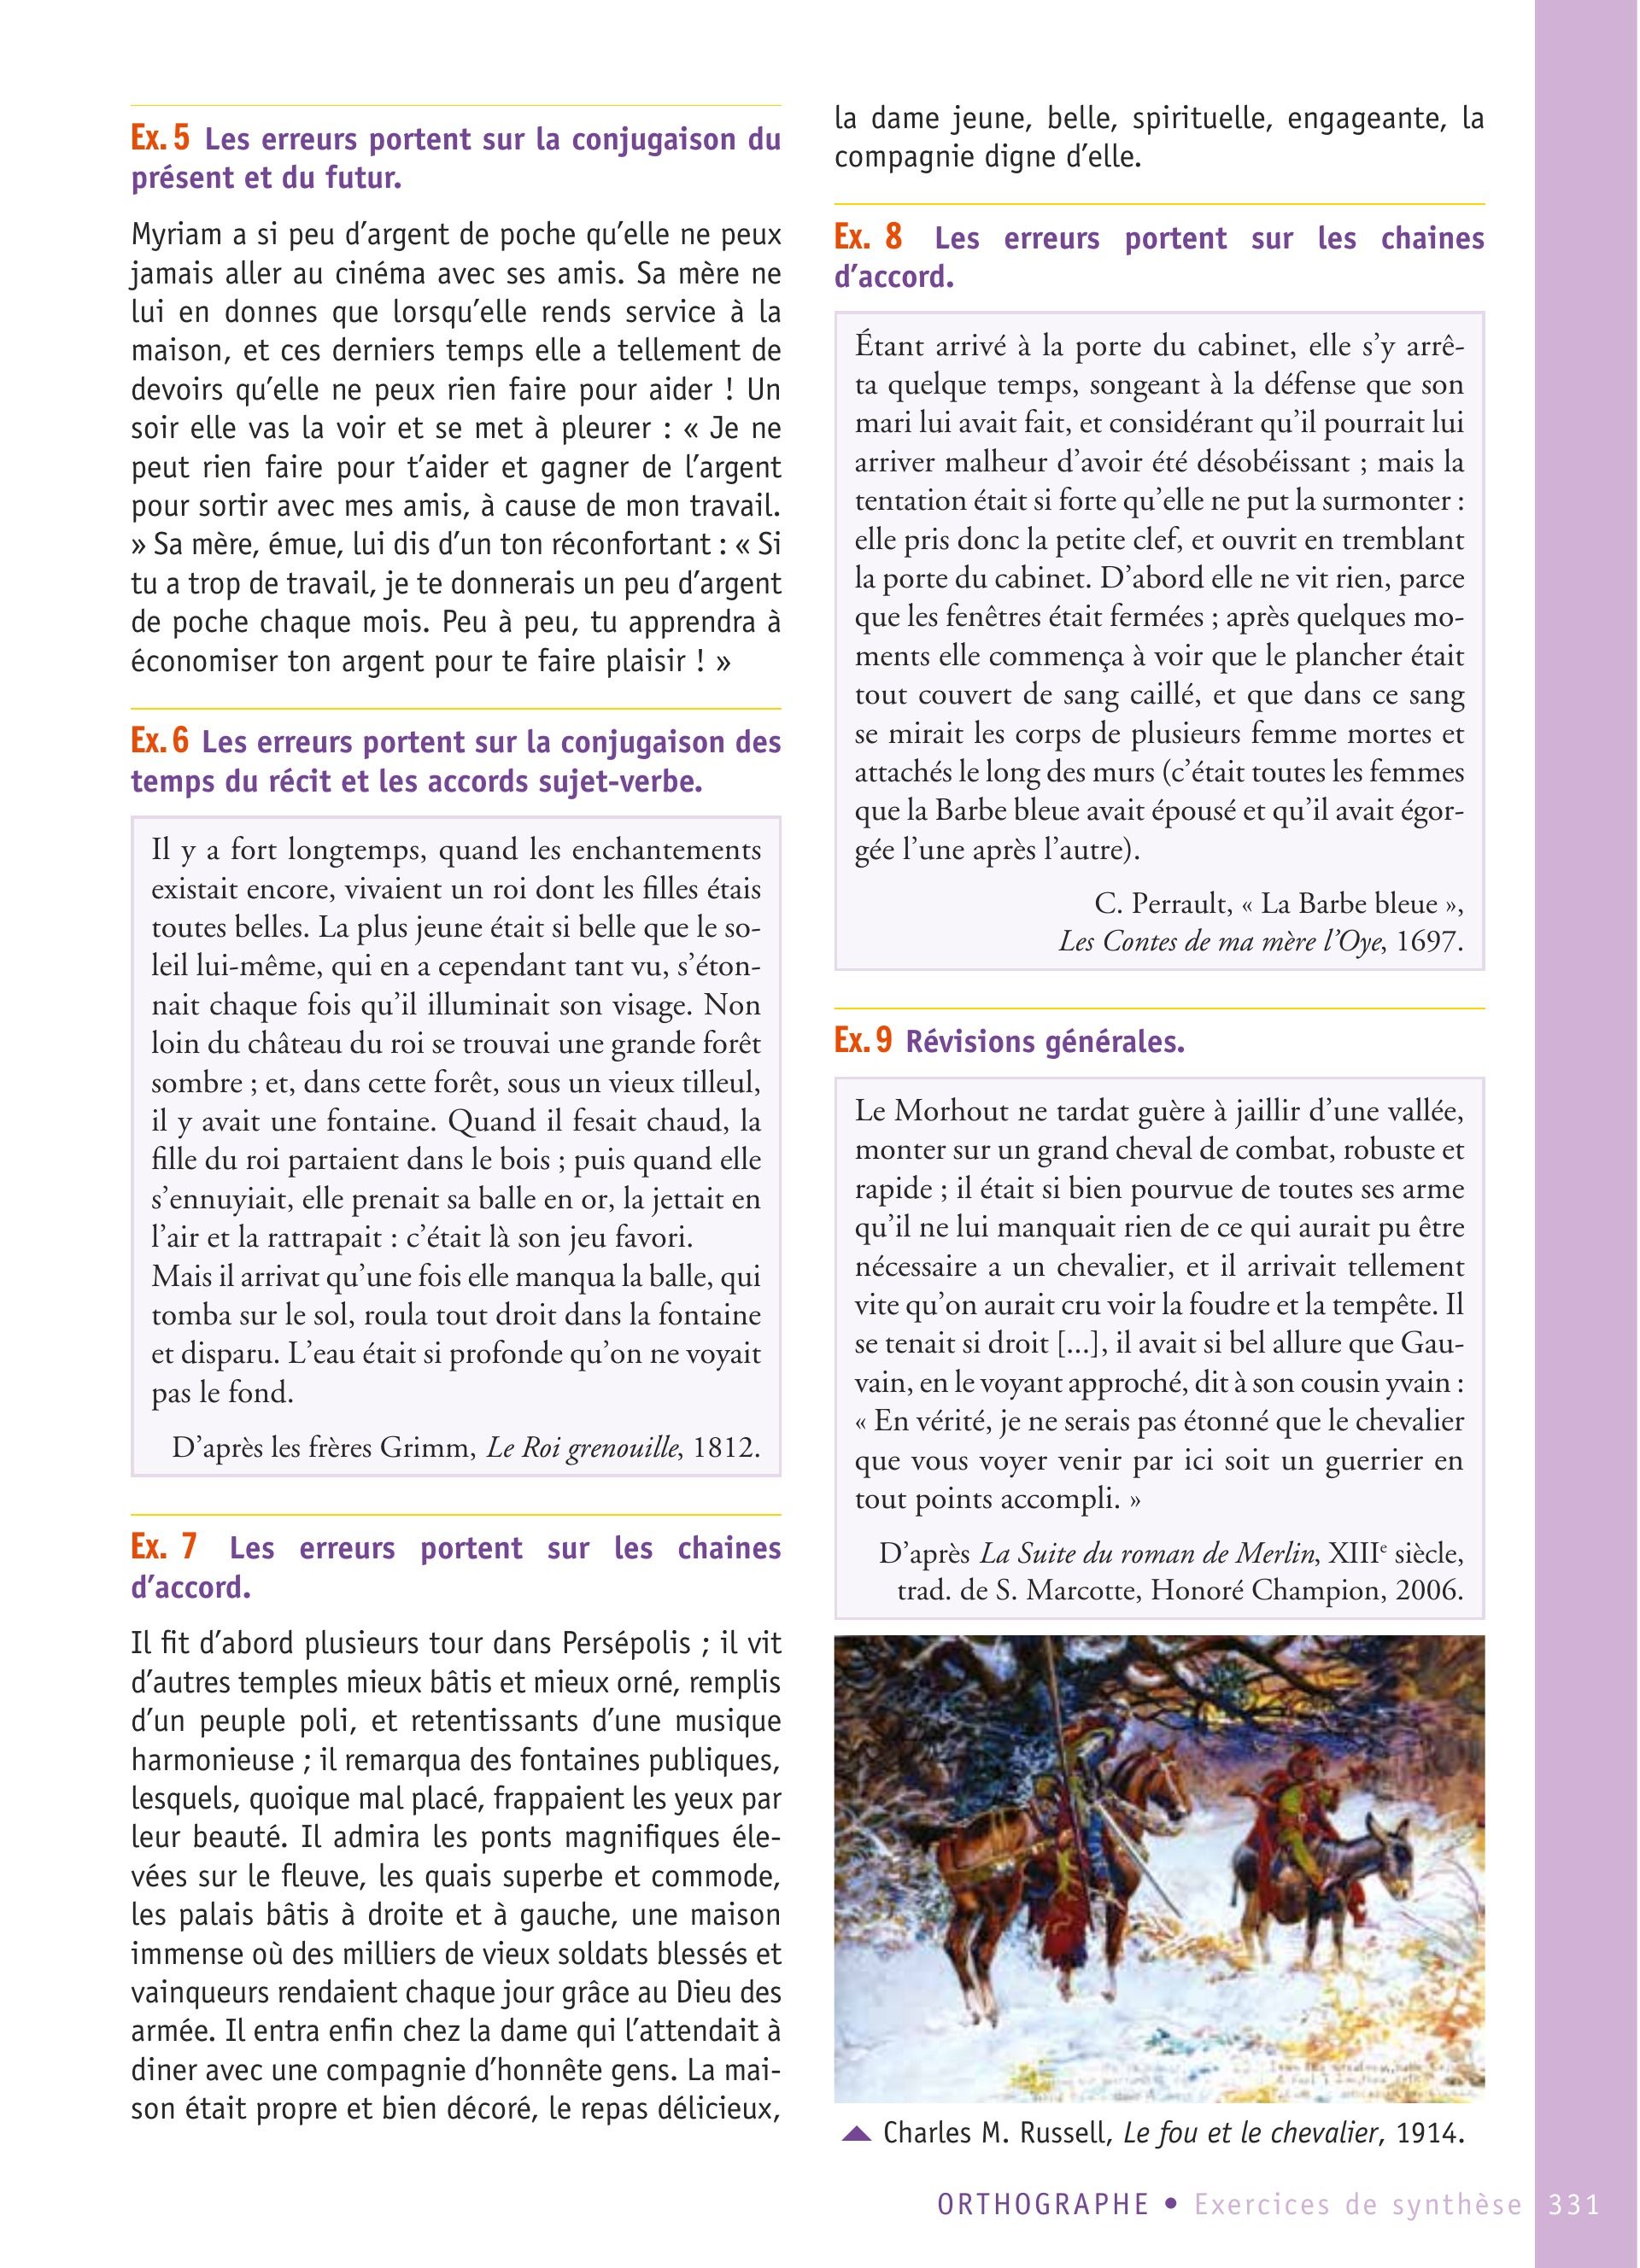 Ex. 5 Les erreurs portent sur la conjugaison du
présent et du futur.
Myriam a si peu d’argent de poche qu’elle ne peux
jamais aller au cinéma avec ses amis. Sa mère ne
lui en donnes que lorsqu’elle rends service à la
maison, et ces derniers temps elle a tellement de
devoirs qu’elle ne peux rien faire pour aider ! Un
soir elle vas la voir et se met à pleurer : « Je ne
peut rien faire pour t’aider et gagner de l’argent
pour sortir avec mes amis, à cause de mon travail.
» Sa mère, émue, lui dis d’un ton réconfortant : « Si
tu a trop de travail, je te donnerais un peu d’argent
de poche chaque mois. Peu à peu, tu apprendra à
économiser ton argent pour te faire plaisir ! »
Ex. 6 Les erreurs portent sur la conjugaison des
temps du récit et les accords sujet-verbe.
Il y a fort longtemps, quand les enchantements
existait encore, vivaient un roi dont les filles étais
toutes belles. La plus jeune était si belle que le so-
leil lui-même, qui en a cependant tant vu, s’éton-
nait chaque fois qu’il illuminait son visage. Non
loin du château du roi se trouvai une grande forêt
sombre ; et, dans cette forêt, sous un vieux tilleul,
il y avait une fontaine. Quand il fesait chaud, la
fille du roi partaient dans le bois ; puis quand elle
s’ennuyiait, elle prenait sa balle en or, la jettait en
l’air et la rattrapait : c’était là son jeu favori.
Mais il arrivat qu’une fois elle manqua la balle, qui
tomba sur le sol, roula tout droit dans la fontaine
et disparu. L’eau était si profonde qu’on ne voyait
pas le fond.
D’après les frères Grimm, Le Roi grenouille, 1812.
Ex. 7 Les erreurs portent sur les chaines
d’accord.
Il fit d’abord plusieurs tour dans Persépolis ; il vit
d’autres temples mieux bâtis et mieux orné, remplis
d’un peuple poli, et retentissants d’une musique
harmonieuse ; il remarqua des fontaines publiques,
lesquels, quoique mal placé, frappaient les yeux par
leur beauté. Il admira les ponts magnifiques éle-
vées sur le fleuve, les quais superbe et commode,
les palais bâtis à droite et à gauche, une maison
immense où des milliers de vieux soldats blessés et
vainqueurs rendaient chaque jour grâce au Dieu des
armée. Il entra enfin chez la dame qui l’attendait à
diner avec une compagnie d’honnête gens. La mai-
son était propre et bien décoré, le repas délicieux,
la dame jeune, belle, spirituelle, engageante, la
compagnie digne d’elle.
Ex. 8 Les erreurs portent sur les chaines
d’accord.
Étant arrivé à la porte du cabinet, elle s’y arrê-
ta quelque temps, songeant à la défense que son
mari lui avait fait, et considérant qu’il pourrait lui
arriver malheur d’avoir été désobéissant ; mais la
tentation était si forte qu’elle ne put la surmonter :
elle pris donc la petite clef, et ouvrit en tremblant
la porte du cabinet. D’abord elle ne vit rien, parce
que les fenêtres était fermées ; après quelques mo-
ments elle commença à voir que le plancher était
tout couvert de sang caillé, et que dans ce sang
se mirait les corps de plusieurs femme mortes et
attachés le long des murs (c’était toutes les femmes
que la Barbe bleue avait épousé et qu’il avait égor-
gée l’une après l’autre).
C. Perrault, « La Barbe bleue »,
Les Contes de ma mère l’Oye, 1697.
Ex. 9 Révisions générales.
Le Morhout ne tardat guère à jaillir d’une vallée,
monter sur un grand cheval de combat, robuste et
rapide ; il était si bien pourvue de toutes ses arme
qu’il ne lui manquait rien de ce qui aurait pu être
nécessaire a un chevalier, et il arrivait tellement
vite qu’on aurait cru voir la foudre et la tempête. Il
se tenait si droit [...], il avait si bel allure que Gau-
vain, en le voyant approché, dit à son cousin yvain :
« En vérité, je ne serais pas étonné que le chevalier
que vous voyer venir par ici soit un guerrier en
tout points accompli. »
D’après La Suite du roman de Merlin, XIIIe siècle,
trad. de S. Marcotte, Honoré Champion, 2006.
Charles M. Russell, Le fou et le chevalier, 1914.
ORTHOGRAPHE • Exercices de synthèse 331